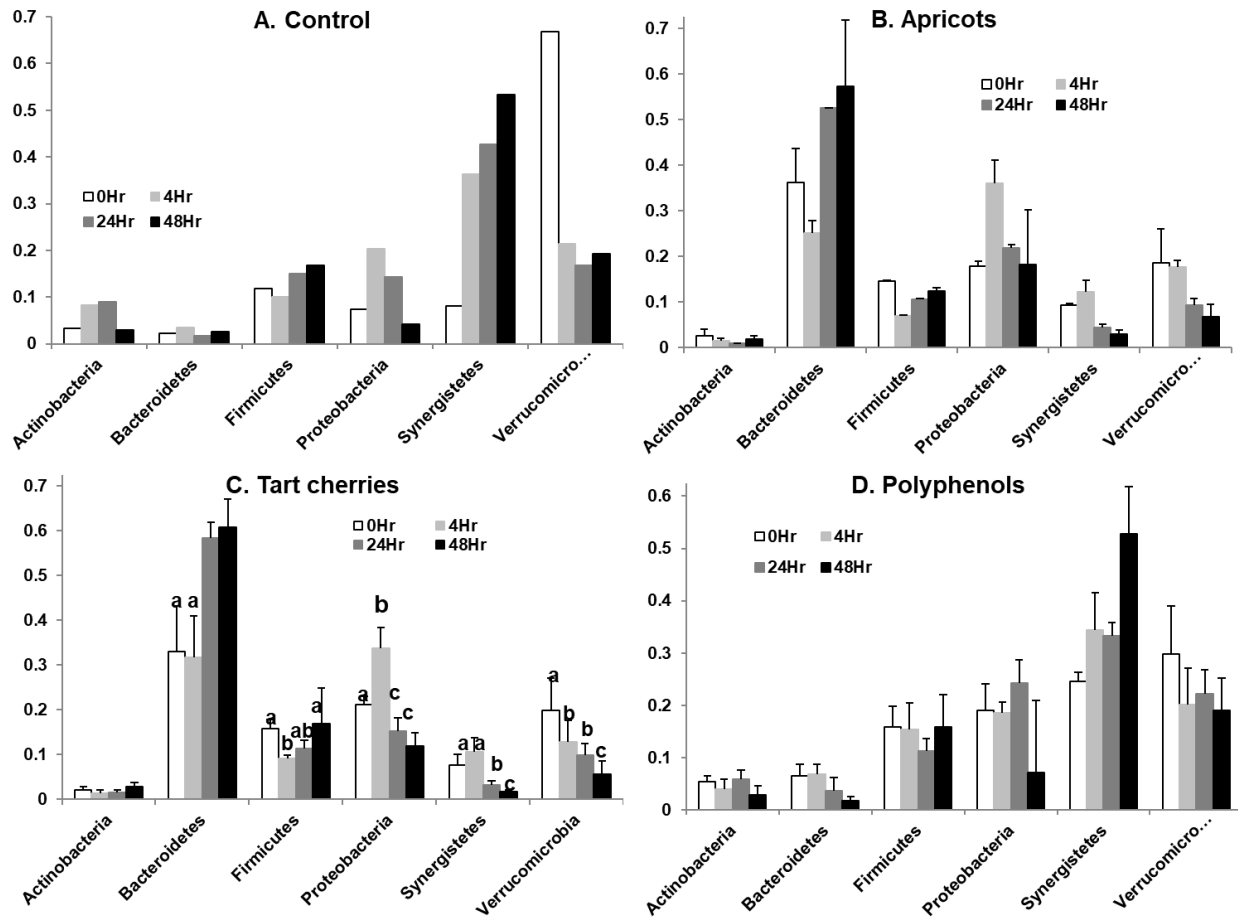 A. Control
0.7
0.6
0.5
0.4
0.3
0.2
0.1
0
0Hr 4Hr
24Hr 48Hr
Actinobacteria
Bacteroidetes
Firmicutes
Proteobacteria
Synergistetes
Verrucomicro...
B. Apricots
0.7
0.6
0.5
0.4
0.3
0.2
0.1
0
0Hr 4Hr
24Hr 48Hr
Actinobacteria
Bacteroidetes
Firmicutes
Proteobacteria
Synergistetes
Verrucomicro...
C. Tart cherries
0.7
0.6
0.5
0.4
0.3
0.2
0.1
0
0Hr 4Hr
24Hr 48Hr
a a
a b ab a
a b c c
a a b c
a b b c
Actinobacteria
Bacteroidetes
Firmicutes
Proteobacteria
Synergistetes
Verrucomicrobia
D. Polyphenols
0.6
0.5
0.4
0.3
0.2
0.1
0
0Hr 4Hr
24Hr 48Hr
Actinobacteria
Bacteroidetes
Firmicutes
Proteobacteria
Synergistetes
Verrucomicro...